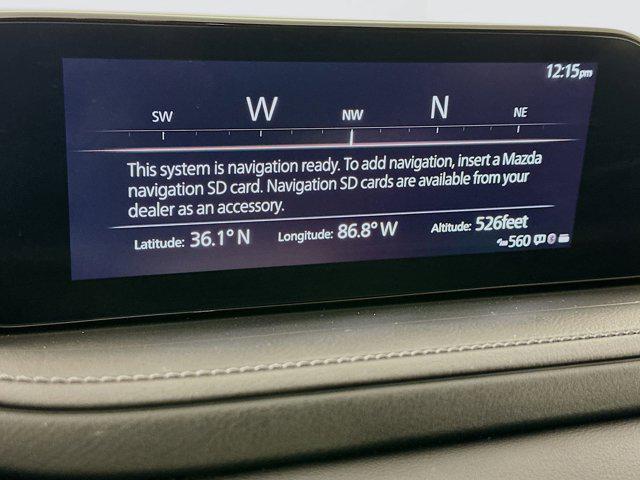 12:15pm
SW W NW N NE
This system is navigation ready. To add navigation, insert a Mazda
navigation SD card. Navigation SD cards are available from your
dealer as an accessory.
Latitude: 36.1° N Longitude: 86.8° W Altitude: 526feet
560